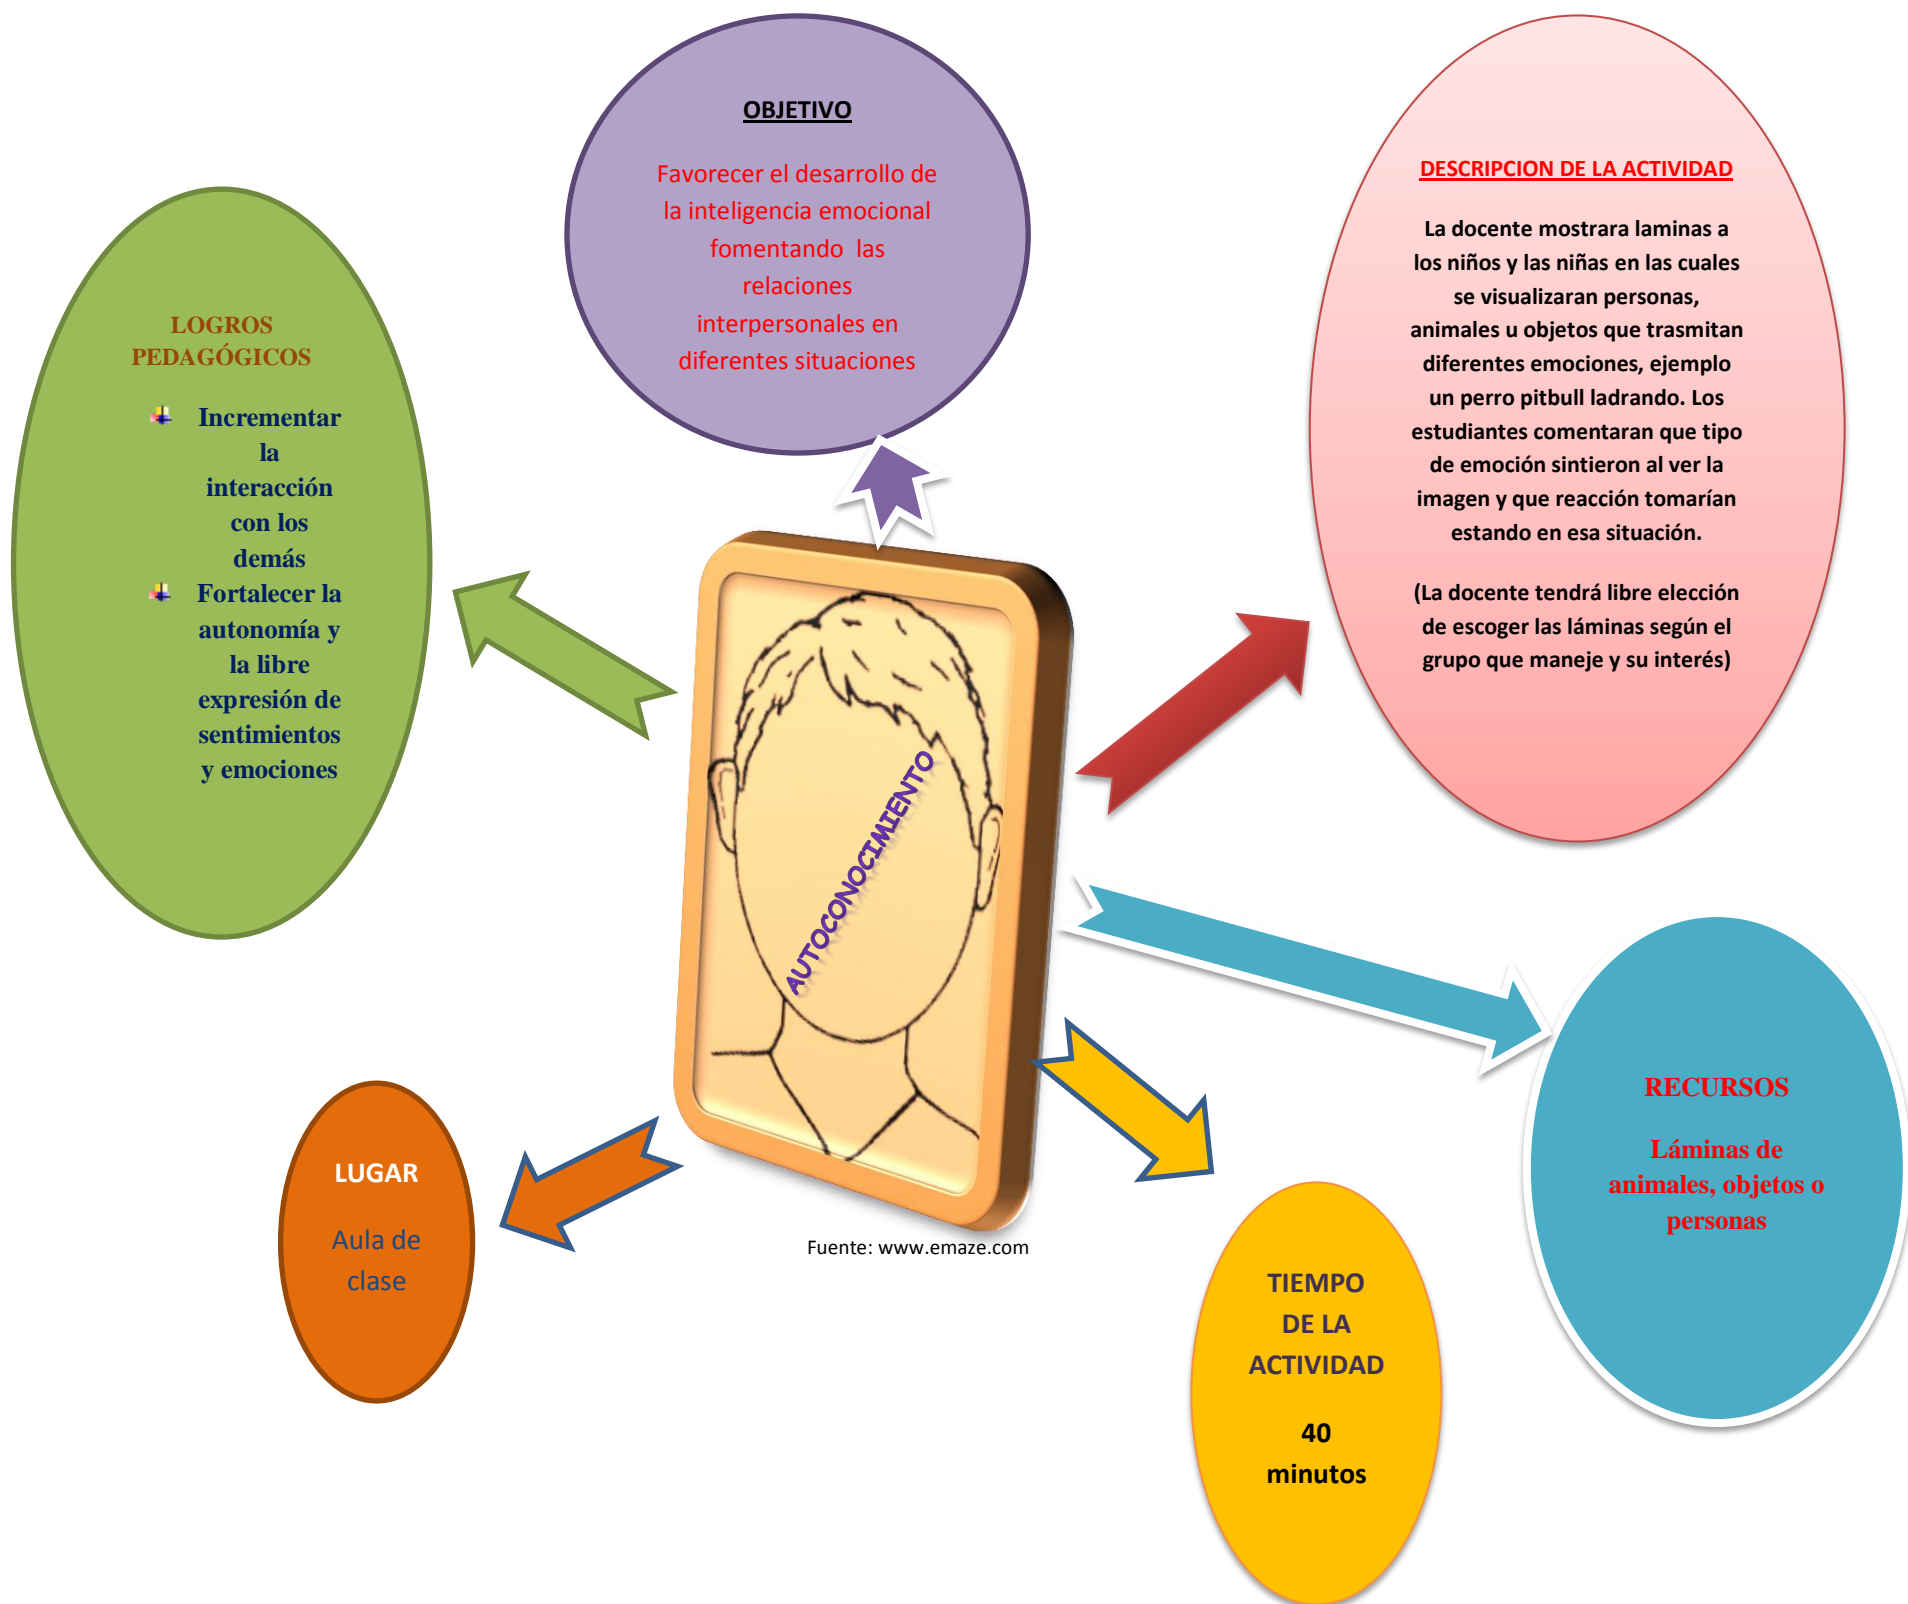 OBJETIVO
Favorecer el desarrollo de
la inteligencia emocional
fomentando  las
relaciones
interpersonales en
diferentes situaciones
DESCRIPCION DE LA ACTIVIDAD
La docente mostrara laminas a
los niños y las niñas en las cuales
se visualizaran personas,
animales u objetos que trasmitan
diferentes emociones, ejemplo
un perro pitbull ladrando. Los
estudiantes comentaran que tipo
de emoción sintieron al ver la
imagen y que reacción tomarían
estando en esa situación.
(La docente tendrá libre elección
de escoger las láminas según el
grupo que maneje y su interés)
LOGROS
PEDAGÓGICOS
Incrementar
la
interacción
con los
demás
Fortalecer la
autonomía y
la libre
expresión de
sentimientos
y emociones
AUTOCONOCIMIENTO
RECURSOS
Láminas de
animales, objetos o
personas
LUGAR
Aula de
clase
Fuente: www.emaze.com
TIEMPO
DE LA
ACTIVIDAD
40
minutos